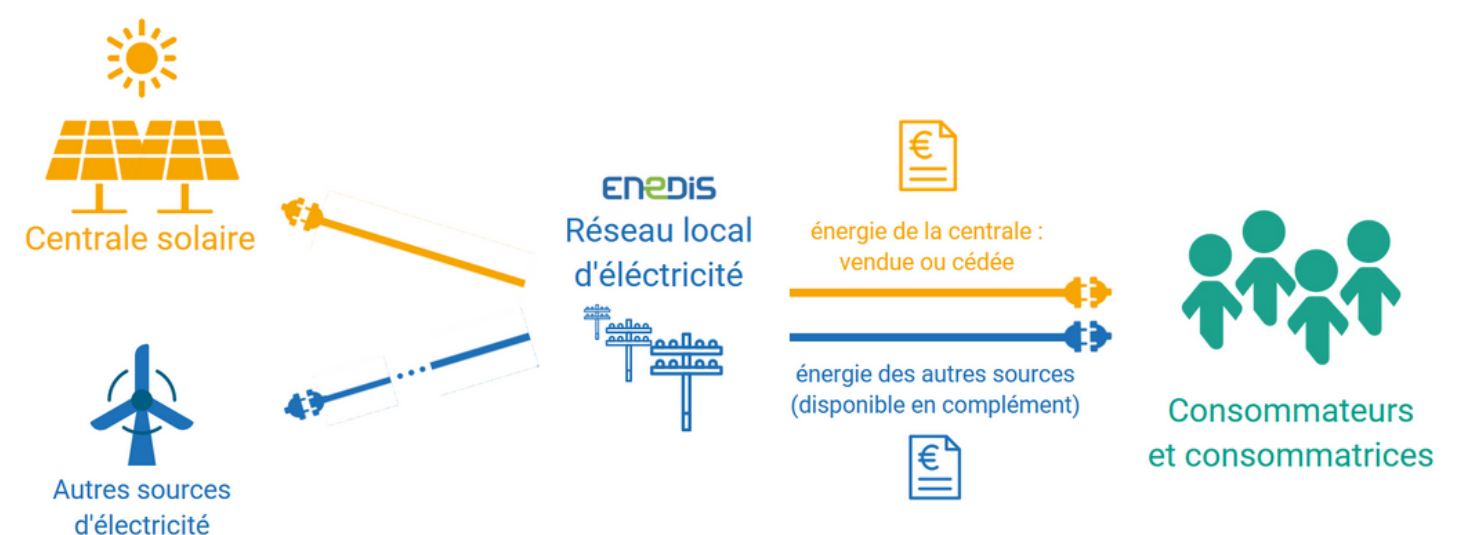 Centrale solaire
Autres sources
d'électricité
ENEDIS
Réseau local
d'éléctricité
€
énergie de la centrale :
vendue ou cédée
énergie des autres sources
(disponible en complément)
€
Consommateurs
et consommatrices